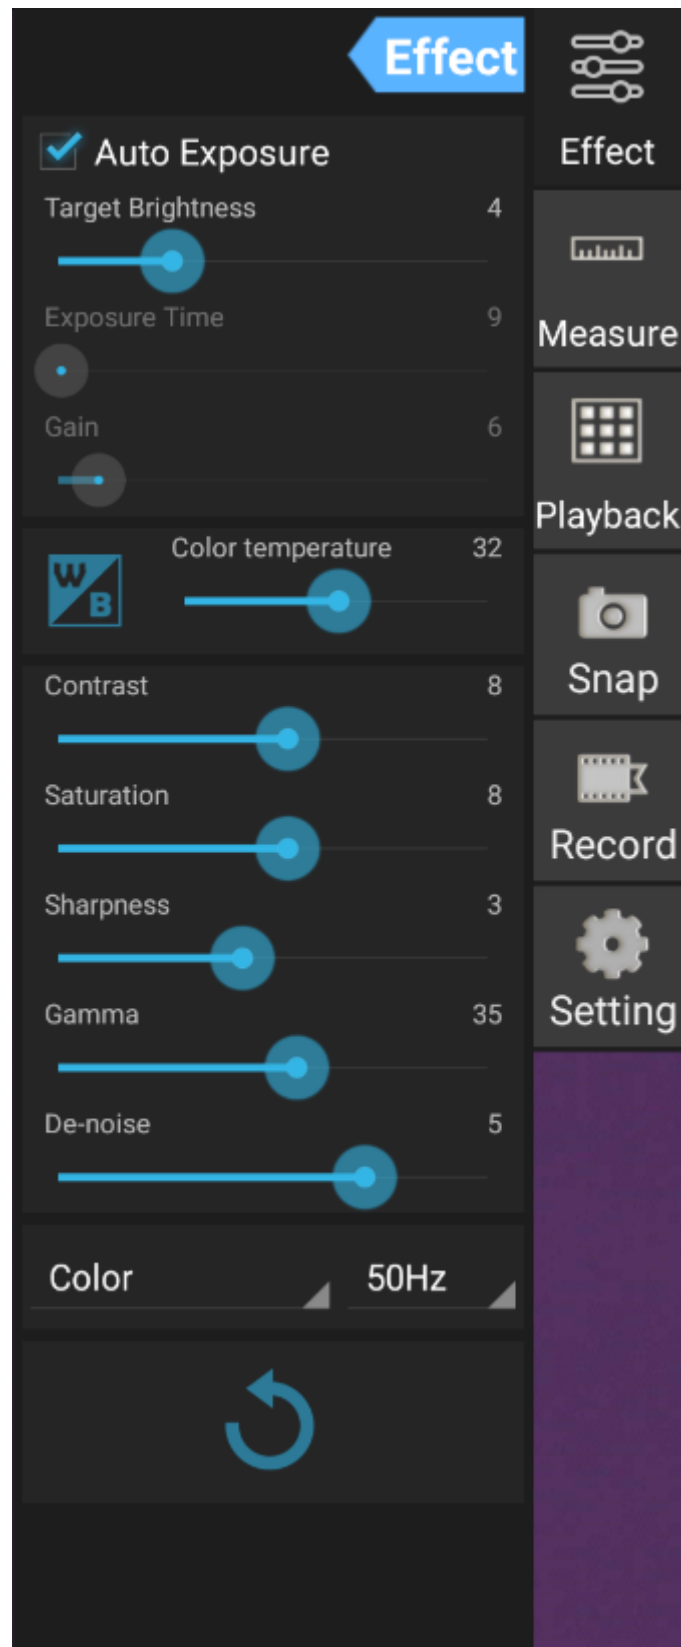 Effect
Auto Exposure
Target Brightness 4
Exposure Time 9
Gain 6
W B
Color temperature 32
Contrast 8
Saturation 8
Sharpness 3
Gamma 35
De-noise 5
Color 50Hz
Effect
Measure
Playback
Snap
Record
Setting